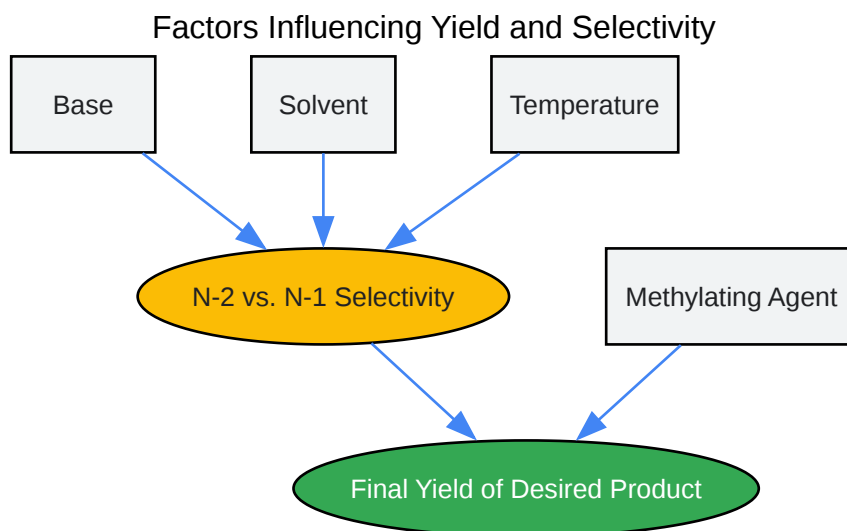 Factors Influencing Yield and Selectivity
Base
Solvent
Temperature
N-2 vs. N-1 Selectivity
Methylating Agent
Final Yield of Desired Product